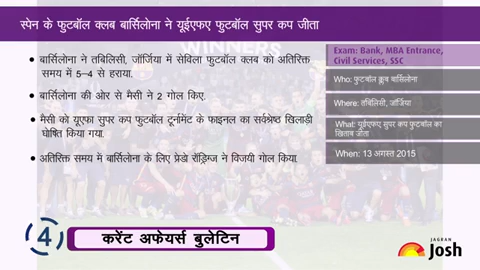 स्पेन के फुटबॉल क्लब बार्सिलोना ने यूईएफए फुटबॉल सुपर कप जीता
WINNERS
• बार्सिलोना ने तबिलिसी, जॉर्जिया में सेविला फुटबॉल क्लब को अतिरिक्त
समय में 5–4 से हराया.
• बार्सिलोना की ओर से मैसी ने 2 गोल किए.
• मैसी को यूएफा सुपर कप फुटबॉल टूर्नामेंट के फाइनल का सर्वश्रेष्ठ खिलाड़ी
घोषित किया गया.
• अतिरिक्त समय में बार्सिलोना के लिए प्रेडो रॉड्रिग्ज ने विजयी गोल किया.
Exam: Bank, MBA Entrance,
Civil Services, SSC
Who: फुटबॉल क्लब बार्सिलोना
Where: तबिलिसी, जॉर्जिया
What: यूईएफए सुपर कप फुटबॉल का
खिताब जीता
When: 13 अगस्त 2015
4
करेंट अफेयर्स बुलेटिन
JAGRAN
Josh